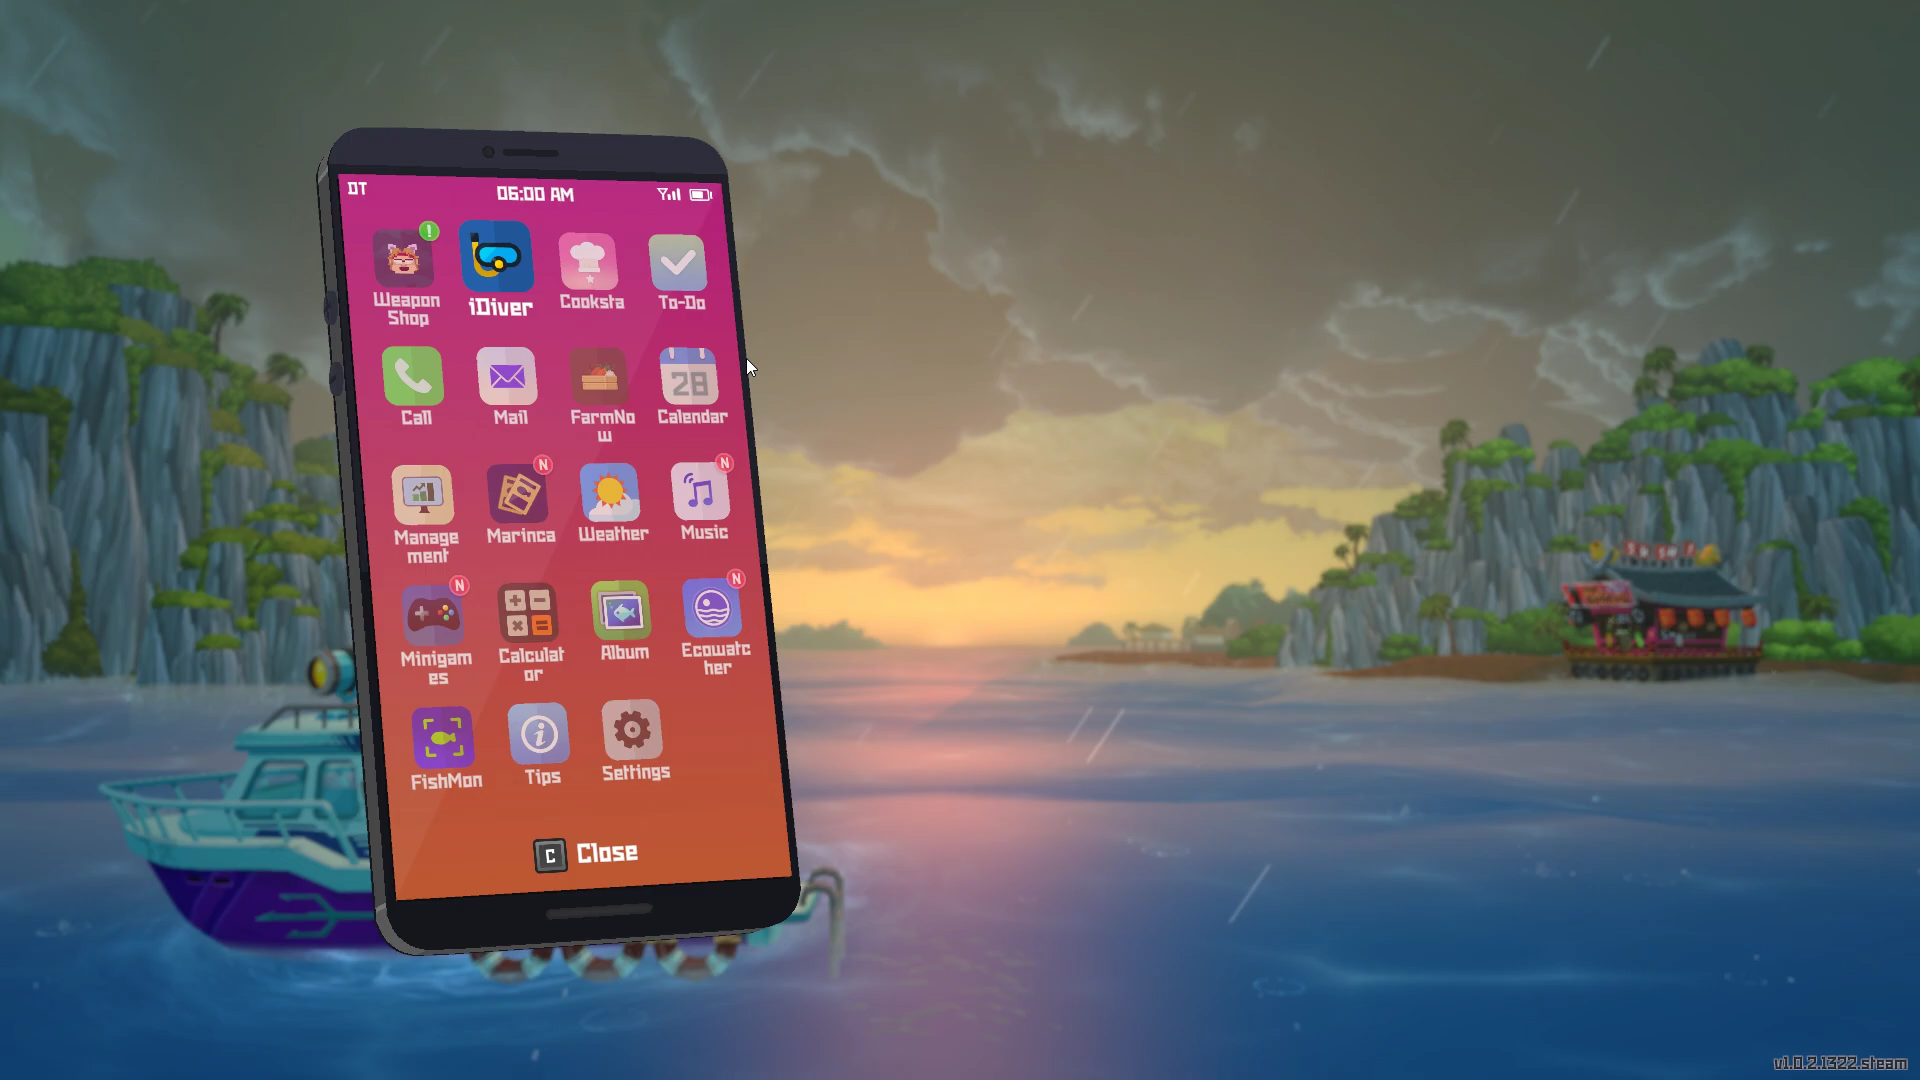 DT
06:00 AM
Weapon
Shop
iDiver
Cooksta
To-Do
Call
Mail
FarmNo
w
28
Calendar
Manage
ment
N
Marinca
Weather
N
Music
N
Minigam
es
Calculat
or
Album
N
Ecowatc
her
FishMon
Tips
Settings
C Close
v1.0.2.1322.steam